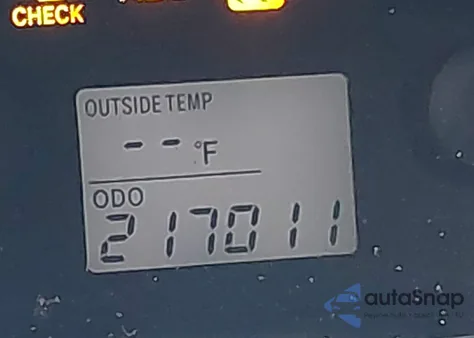 CHECK
OUTSIDE TEMP
-- °F
ODO
217011
autoSnap